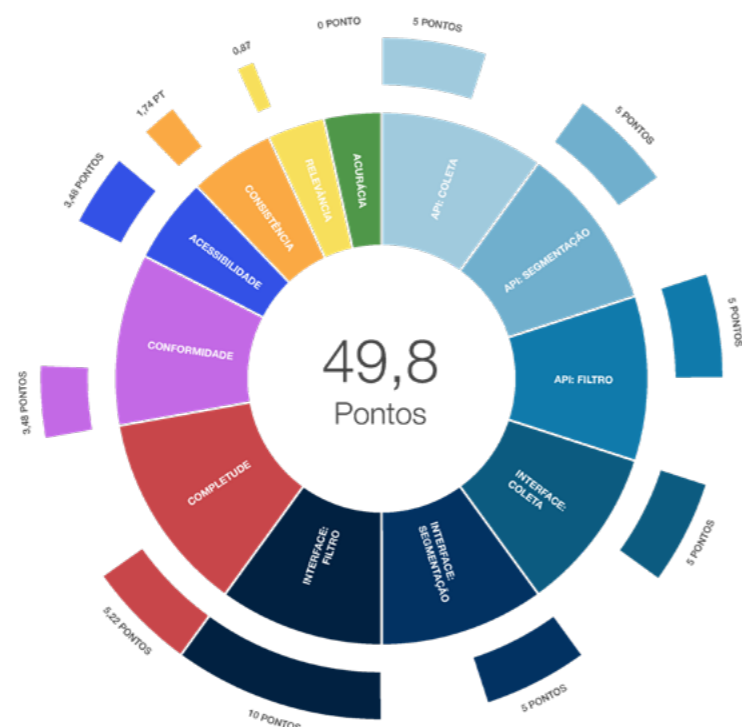 0 PONTO
5 PONTOS
0,87
1,74 PT
5 PONTOS
3,48 PONTOS
ACURÁCIA
API: COLETA
RELEVÂNCIA
CONSISTÊNCIA
API: SEGMENTAÇÃO
ACESSIBILIDADE
5 PONTOS
CONFORMIDADE
49,8
Pontos
API: FILTRO
3,48 PONTOS
COMPLETUDE
INTERFACE:
COLETA
INTERFACE:
FILTRO
INTERFACE:
SEGMENTAÇÃO
5 PONTOS
5,22 PONTOS
10 PONTOS
5 PONTOS